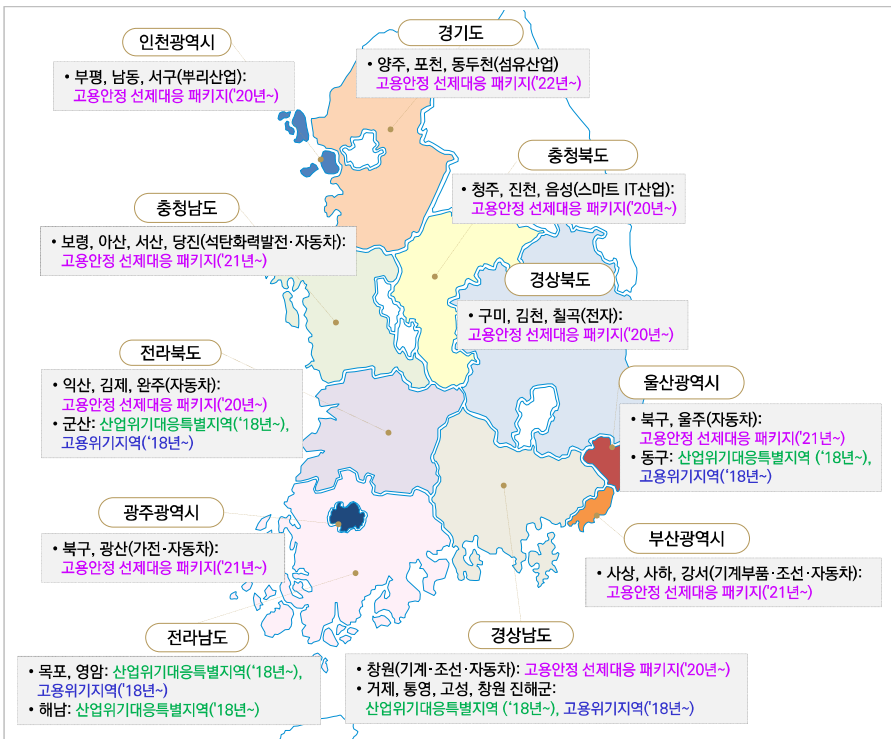 인천광역시
• 부평, 남동, 서구(뿌리산업):
고용안정 선제대응 패키지('20년~)
경기도
• 양주, 포천, 동두천(섬유산업)
고용안정 선제대응 패키지('22년~)
충청북도
• 청주, 진천, 음성(스마트 IT산업):
고용안정 선제대응 패키지('20년~)
충청남도
• 보령, 아산, 서산, 당진(석탄화력발전·자동차):
고용안정 선제대응 패키지('21년~)
경상북도
• 구미, 김천, 칠곡(전자):
고용안정 선제대응 패키지('20년~)
전라북도
• 익산, 김제, 완주(자동차):
고용안정 선제대응 패키지('20년~)
• 군산: 산업위기대응특별지역('18년~),
고용위기지역('18년~)
울산광역시
• 북구, 울주(자동차):
고용안정 선제대응 패키지('21년~)
• 동구: 산업위기대응특별지역 ('18년~),
고용위기지역('18년~)
광주광역시
• 북구, 광산(가전·자동차):
고용안정 선제대응 패키지('21년~)
부산광역시
• 사상, 사하, 강서(기계부품·조선·자동차):
고용안정 선제대응 패키지('21년~)
전라남도
• 목포, 영암: 산업위기대응특별지역('18년~),
고용위기지역('18년~)
• 해남: 산업위기대응특별지역('18년~)
경상남도
• 창원(기계·조선·자동차): 고용안정 선제대응 패키지('20년~)
• 거제, 통영, 고성, 창원 진해군:
산업위기대응특별지역 ('18년~), 고용위기지역('18년~)